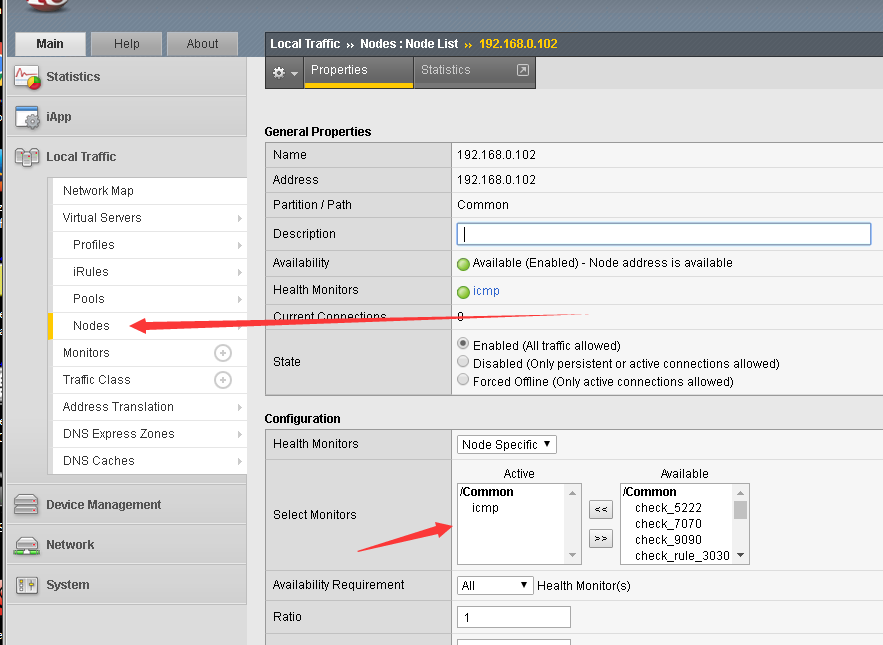 Main Help About
Statistics
iApp
Local Traffic
Network Map
Virtual Servers
Profiles
iRules
Pools
Nodes
Monitors
Traffic Class
Address Translation
DNS Express Zones
DNS Caches
Device Management
Network
System
Local Traffic ›› Nodes : Node List ›› 192.168.0.102
Properties Statistics
General Properties
Name 192.168.0.102
Address 192.168.0.102
Partition / Path Common
Description
Availability Available (Enabled) - Node address is available
Health Monitors icmp
Current Connections 0
State Enabled (All traffic allowed)
Disabled (Only persistent or active connections allowed)
Forced Offline (Only active connections allowed)
Configuration
Health Monitors Node Specific
Select Monitors
Active
/Common
icmp
<<
>>
Available
/Common
check_5222
check_7070
check_9090
check_rule_3030
Availability Requirement All Health Monitor(s)
Ratio 1